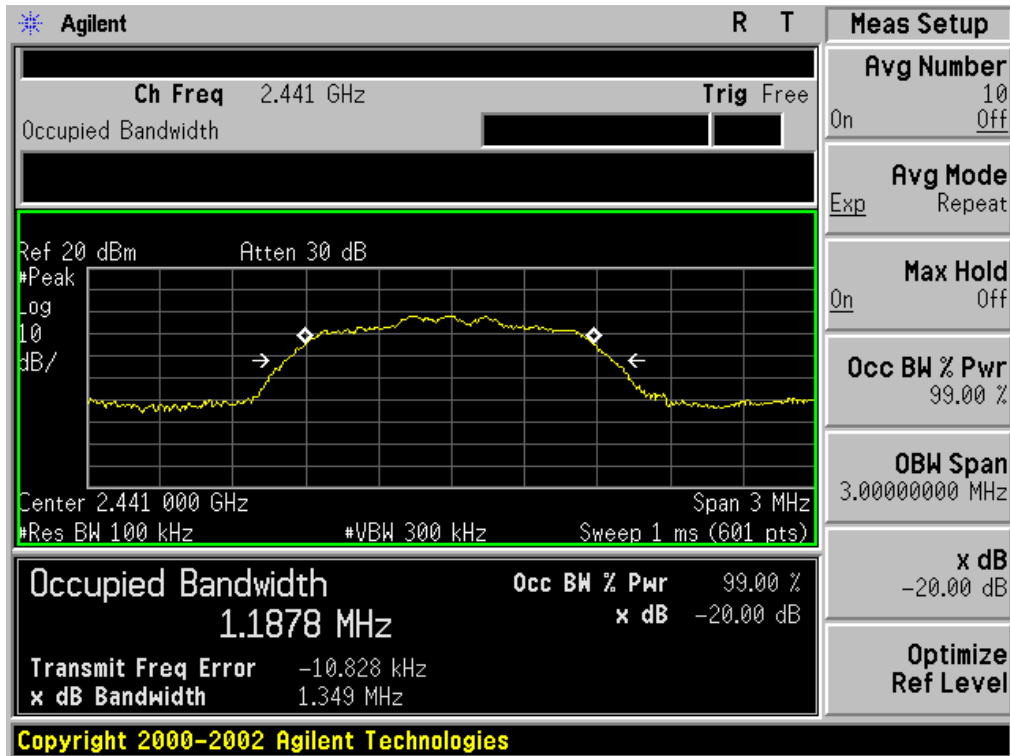 Agilent R T
Ch Freq 2.441 GHz Trig Free
Occupied Bandwidth
Ref 20 dBm Atten 30 dB
#Peak
Log
10
dB/
Center 2.441 000 GHz Span 3 MHz
#Res BW 100 kHz #VBW 300 kHz Sweep 1 ms (601 pts)
Occupied Bandwidth
1.1878 MHz
Occ BW % Pwr 99.00 %
x dB -20.00 dB
Transmit Freq Error -10.828 kHz
x dB Bandwidth 1.349 MHz
Meas Setup
Avg Number
10
On Off
Avg Mode
Exp Repeat
Max Hold
On Off
Occ BW % Pwr
99.00 %
OBW Span
3.00000000 MHz
x dB
-20.00 dB
Optimize
Ref Level
Copyright 2000-2002 Agilent Technologies